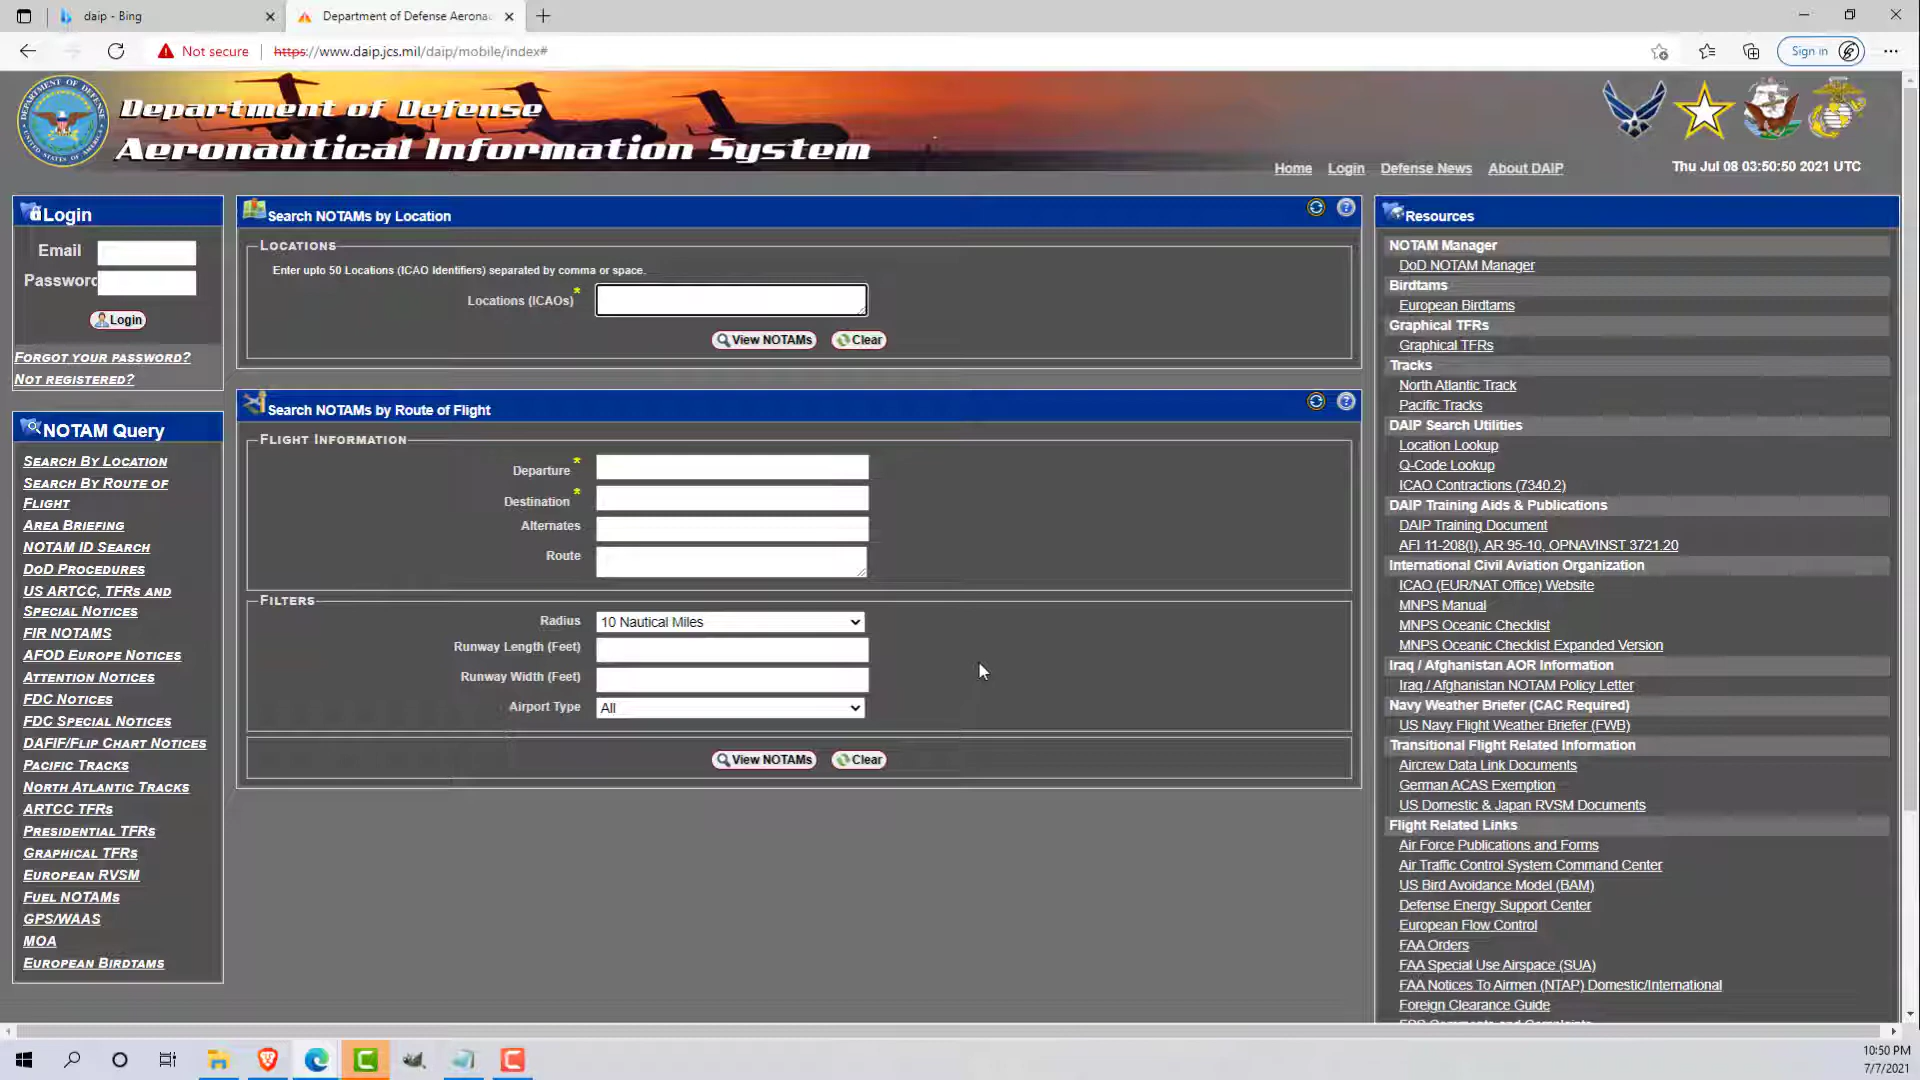 daip - Bing
Department of Defense Aerona
Not secure
https://www.daip.jcs.mil/daip/mobile/index#
Sign in
Department of Defense
Aeronautical Information System
Home
Login
Defense News
About DAIP
Thu Jul 08 03:50:50 2021 UTC
Login
Email
Password
Login
FORGOT YOUR PASSWORD?
NOT REGISTERED?
NOTAM Query
SEARCH BY LOCATION
SEARCH BY ROUTE OF
FLIGHT
AREA BRIEFING
NOTAM ID SEARCH
DOD PROCEDURES
US ARTCC, TFRS AND
SPECIAL NOTICES
FIR NOTAMS
AFOD EUROPE NOTICES
ATTENTION NOTICES
FDC NOTICES
FDC SPECIAL NOTICES
DAFIF/FLIP CHART NOTICES
PACIFIC TRACKS
NORTH ATLANTIC TRACKS
ARTCC TFRS
PRESIDENTIAL TFRS
GRAPHICAL TFRS
EUROPEAN RVSM
FUEL NOTAMS
GPS/WAAS
MOA
EUROPEAN BIRDTAMS
Search NOTAMs by Location
LOCATIONS
Enter upto 50 Locations (ICAO Identifiers) separated by comma or space.
Locations (ICAOs) *
View NOTAMs
Clear
Search NOTAMs by Route of Flight
FLIGHT INFORMATION
Departure *
Destination *
Alternates
Route
FILTERS
Radius
10 Nautical Miles
Runway Length (Feet)
Runway Width (Feet)
Airport Type
All
View NOTAMs
Clear
Resources
NOTAM Manager
DoD NOTAM Manager
Birdtams
European Birdtams
Graphical TFRs
Graphical TFRs
Tracks
North Atlantic Track
Pacific Tracks
DAIP Search Utilities
Location Lookup
Q-Code Lookup
ICAO Contractions (7340.2)
DAIP Training Aids & Publications
DAIP Training Document
AFI 11-208(I), AR 95-10, OPNAVINST 3721.20
International Civil Aviation Organization
ICAO (EUR/NAT Office) Website
MNPS Manual
MNPS Oceanic Checklist
MNPS Oceanic Checklist Expanded Version
Iraq / Afghanistan AOR Information
Iraq / Afghanistan NOTAM Policy Letter
Navy Weather Briefer (CAC Required)
US Navy Flight Weather Briefer (FWB)
Transitional Flight Related Information
Aircrew Data Link Documents
German ACAS Exemption
US Domestic & Japan RVSM Documents
Flight Related Links
Air Force Publications and Forms
Air Traffic Control System Command Center
US Bird Avoidance Model (BAM)
Defense Energy Support Center
European Flow Control
FAA Orders
FAA Special Use Airspace (SUA)
FAA Notices To Airmen (NTAP) Domestic/International
Foreign Clearance Guide
10:50 PM
7/7/2021